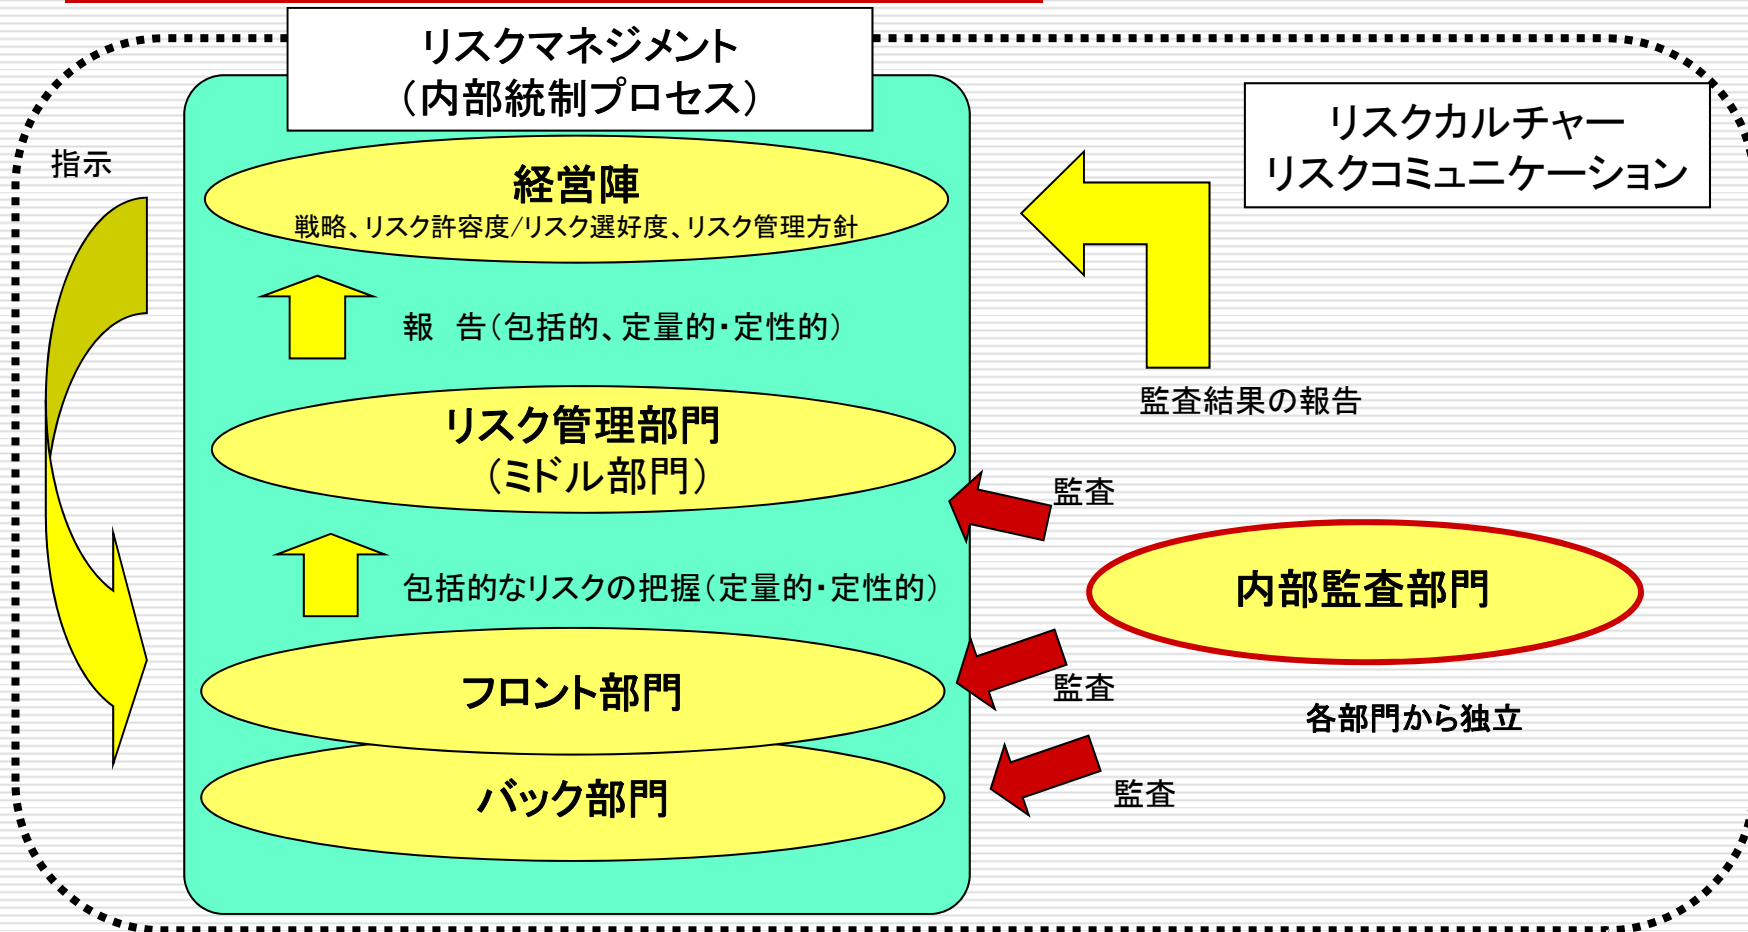 リスクマネジメント
（内部統制プロセス）
リスクカルチャー
リスクコミュニケーション
指示
経営陣
戦略、リスク許容度/リスク選好度、リスク管理方針
報　告（包括的、定量的・定性的）
監査結果の報告
リスク管理部門
（ミドル部門）
監査
内部監査部門
包括的なリスクの把握（定量的・定性的）
フロント部門
監査
各部門から独立
バック部門
監査